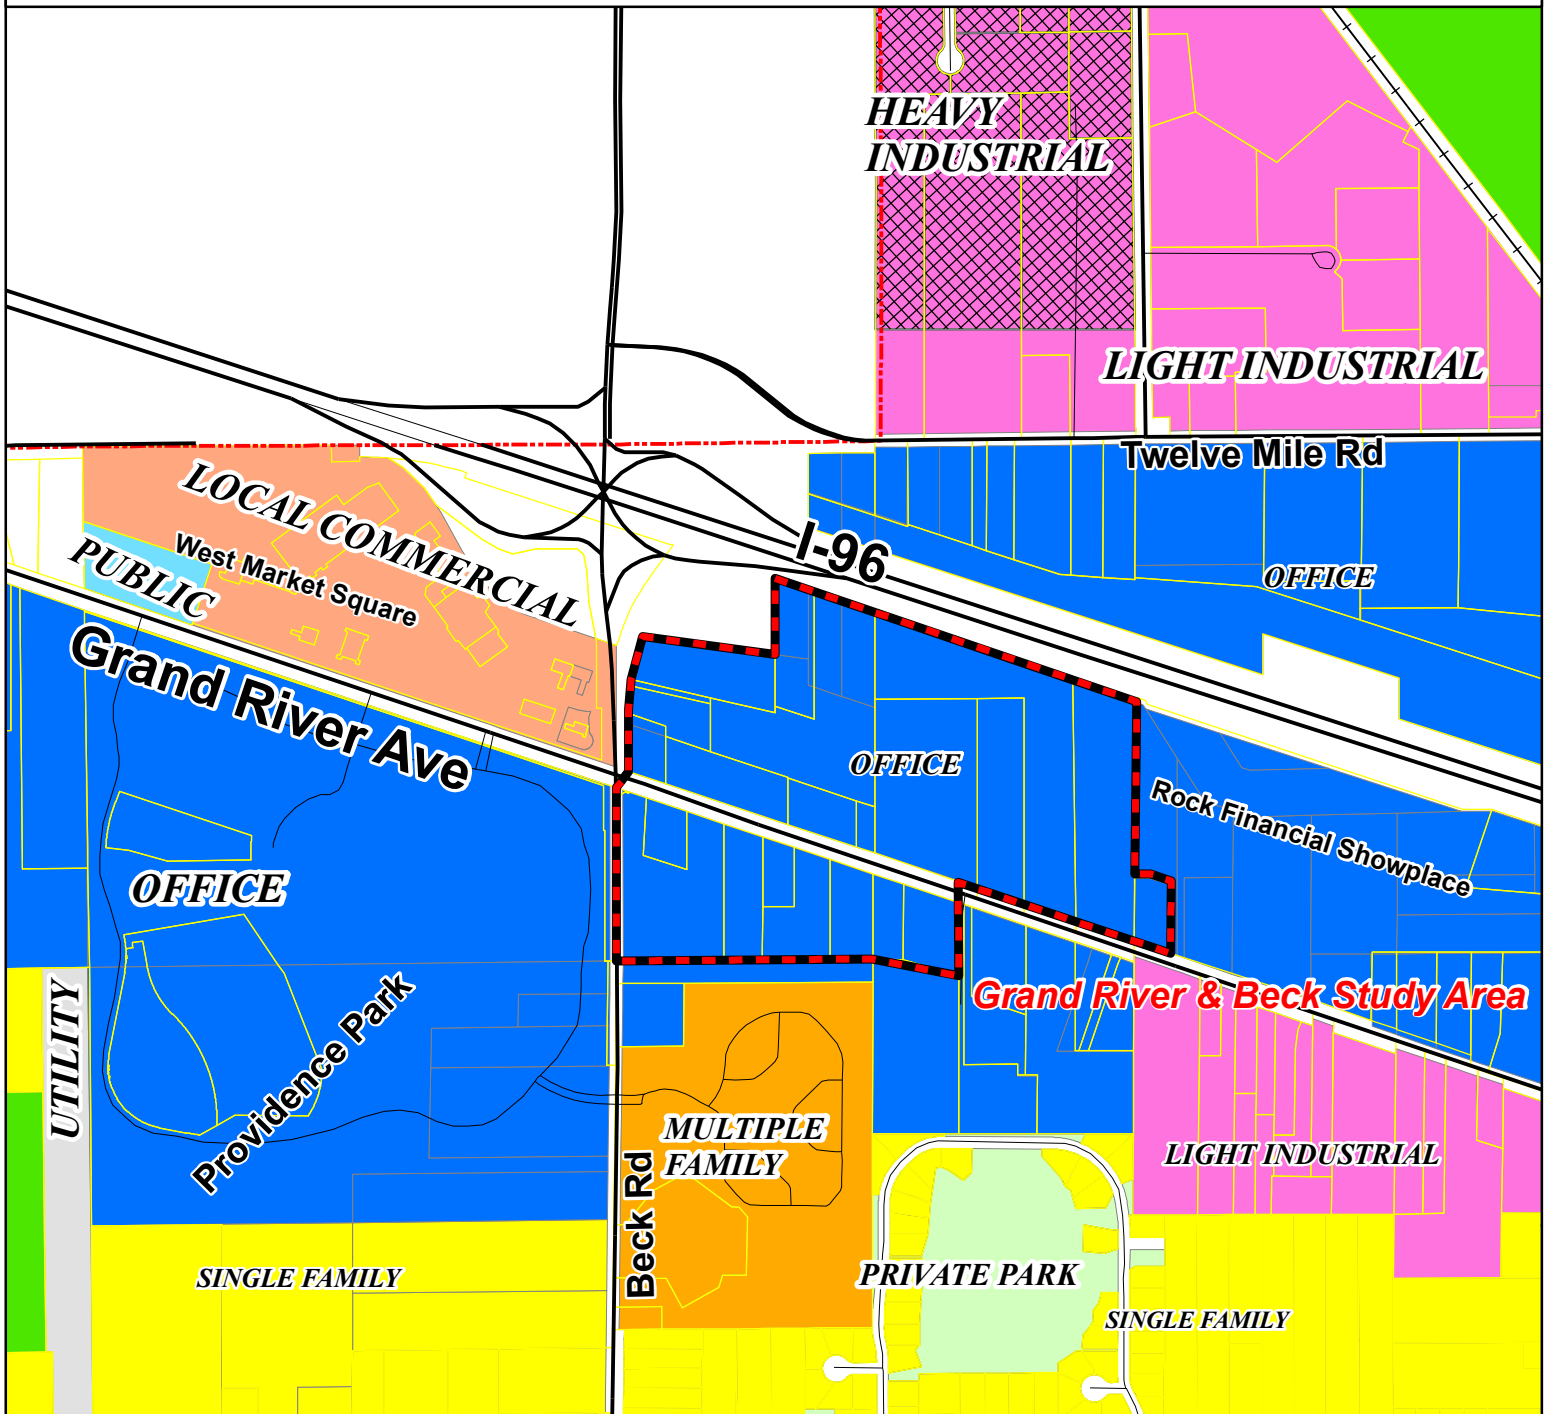 HEAVY
INDUSTRIAL
LIGHT INDUSTRIAL
Twelve Mile Rd
LOCAL COMMERCIAL
West Market Square
PUBLIC
I-96
OFFICE
Grand River Ave
OFFICE
Rock Financial Showplace
OFFICE
Grand River & Beck Study Area
UTILITY
Providence Park
MULTIPLE
FAMILY
LIGHT INDUSTRIAL
Beck Rd
SINGLE FAMILY
PRIVATE PARK
SINGLE FAMILY